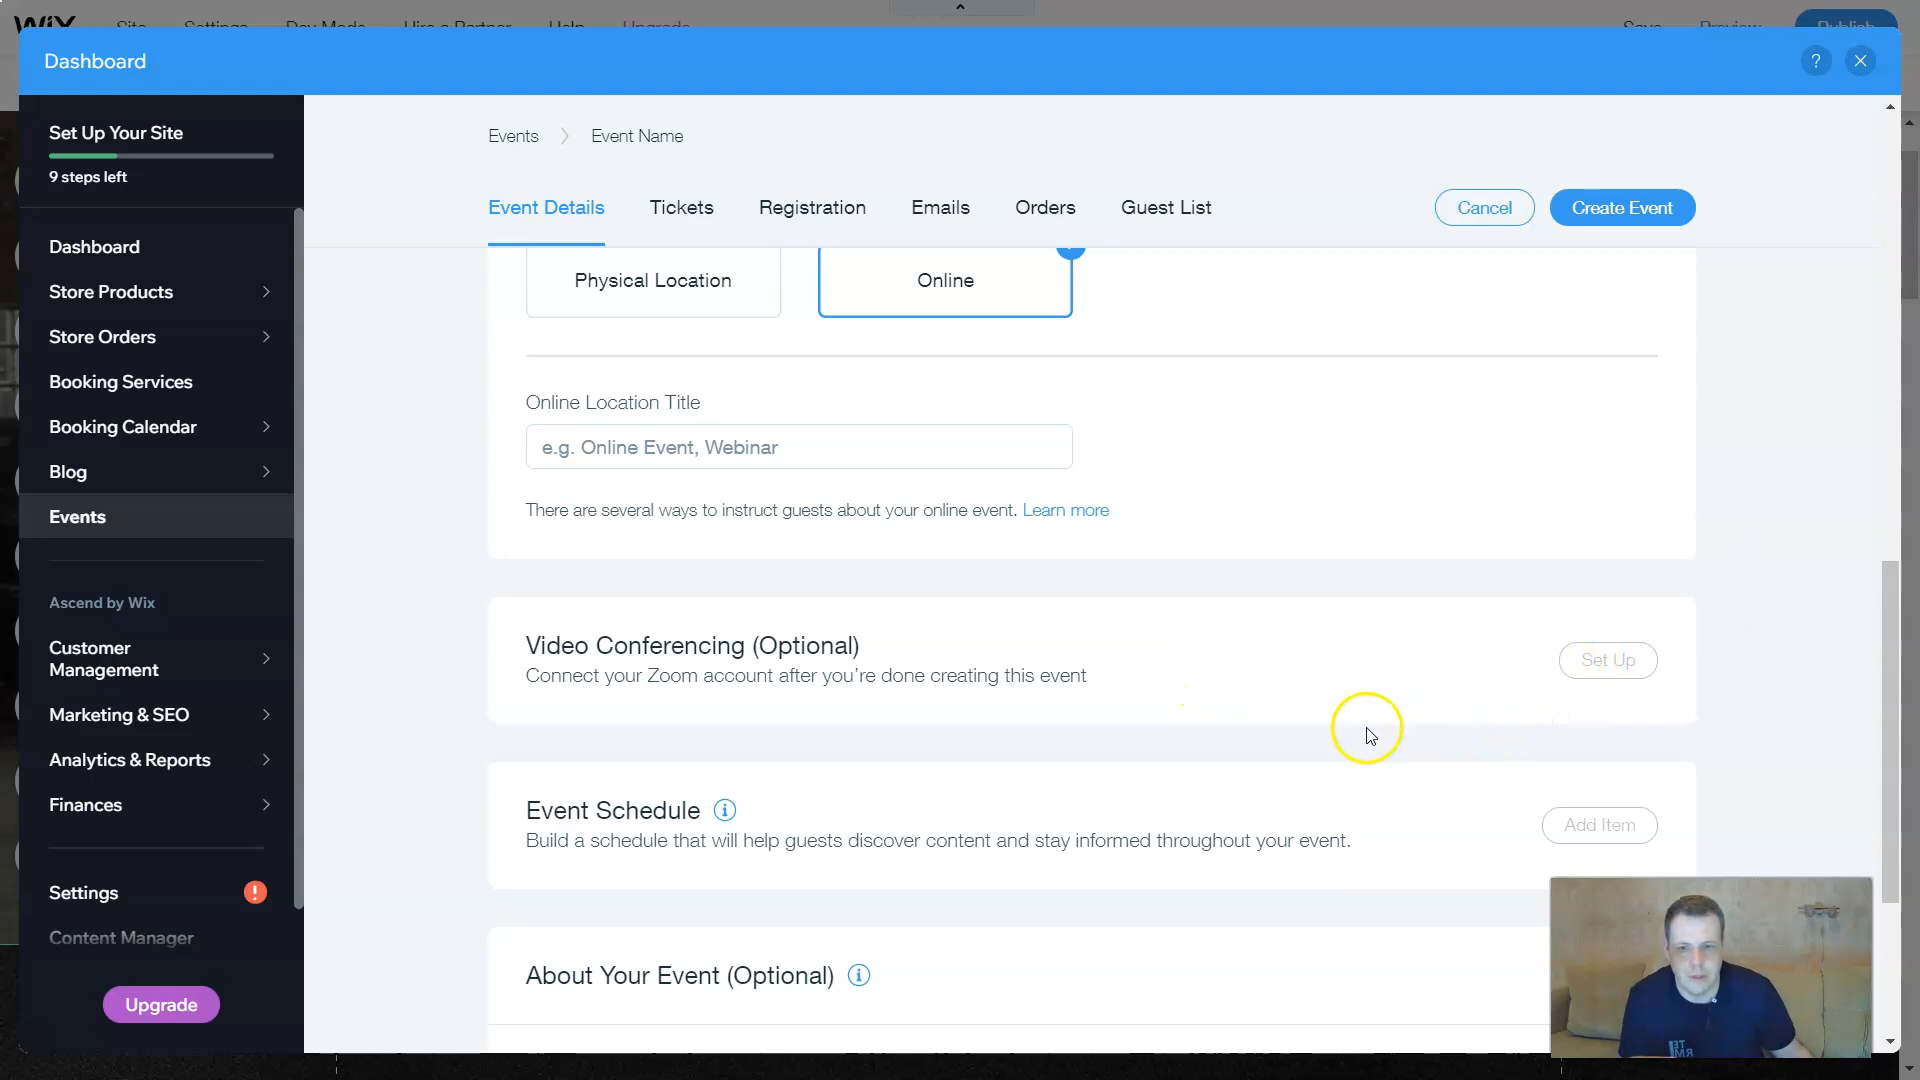 WiX Site Settings Dev Mode Hire a Partner Help Upgrade Save Preview Publish
Dashboard ?
Set Up Your Site
9 steps left
Dashboard
Store Products
Store Orders
Booking Services
Booking Calendar
Blog
Events
Ascend by Wix
Customer
Management
Marketing & SEO
Analytics & Reports
Finances
Settings !
Content Manager
Upgrade
Events Event Name
Event Details Tickets Registration Emails Orders Guest List Cancel Create Event
Physical Location Online
Online Location Title
e.g. Online Event, Webinar
There are several ways to instruct guests about your online event. Learn more
Video Conferencing (Optional)
Connect your Zoom account after you're done creating this event
Set Up
Event Schedule i
Build a schedule that will help guests discover content and stay informed throughout your event.
Add Item
About Your Event (Optional) i